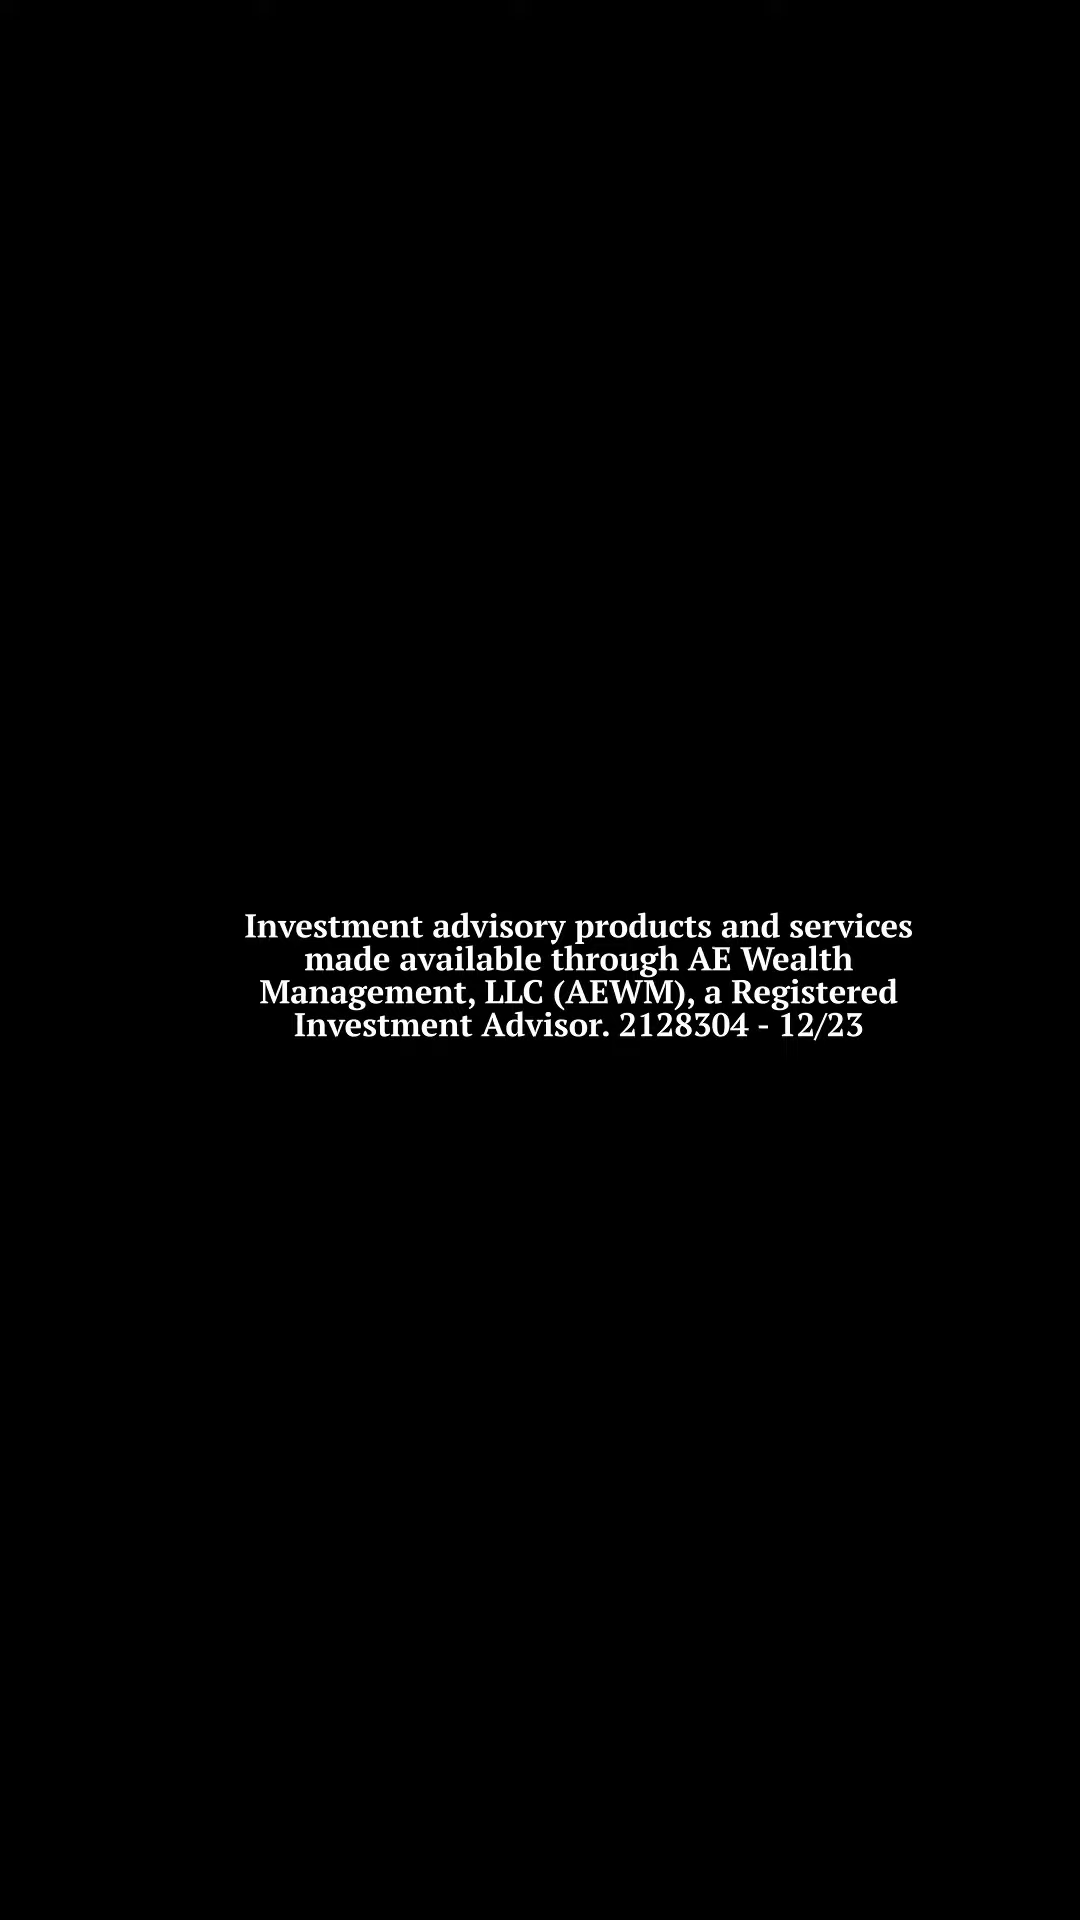 Investment advisory products and services
made available through AE Wealth
Management, LLC (AEWM), a Registered
Investment Advisor. 2128304 - 12/23